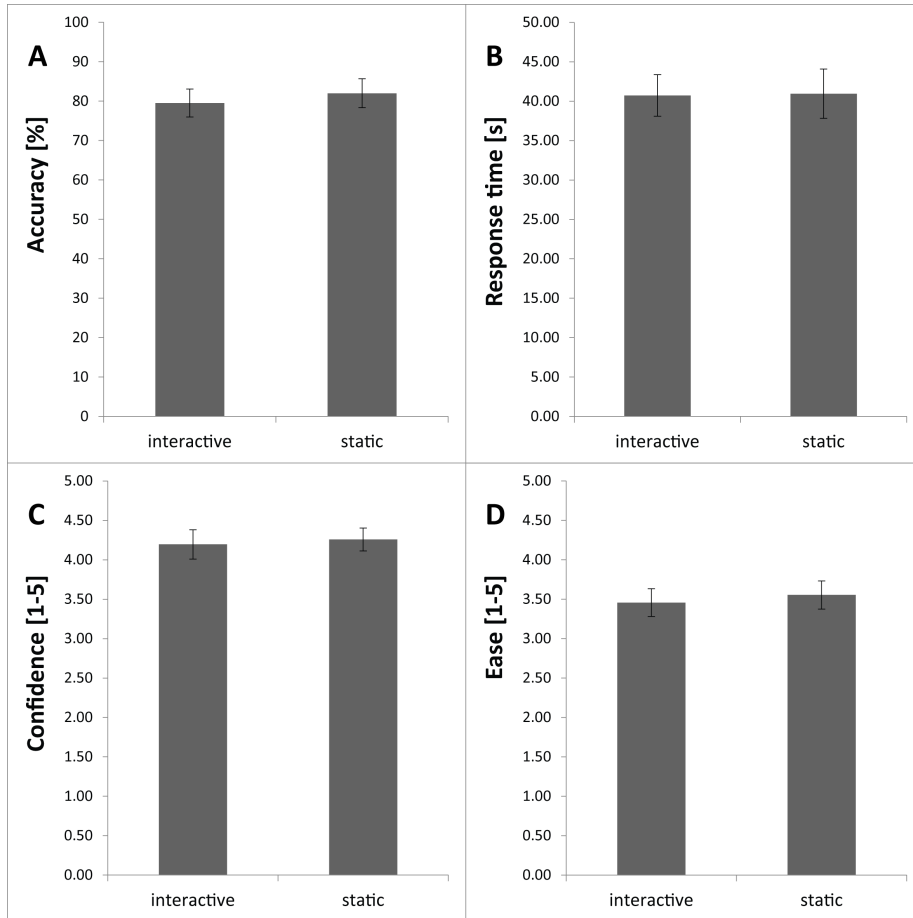 A
Accuracy [%]
100
90
80
70
60
50
40
30
20
10
0
interactive
static
B
Response time [s]
50.00
45.00
40.00
35.00
30.00
25.00
20.00
15.00
10.00
5.00
0.00
interactive
static
C
Confidence [1-5]
5.00
4.50
4.00
3.50
3.00
2.50
2.00
1.50
1.00
0.50
0.00
interactive
static
D
Ease [1-5]
5.00
4.50
4.00
3.50
3.00
2.50
2.00
1.50
1.00
0.50
0.00
interactive
static